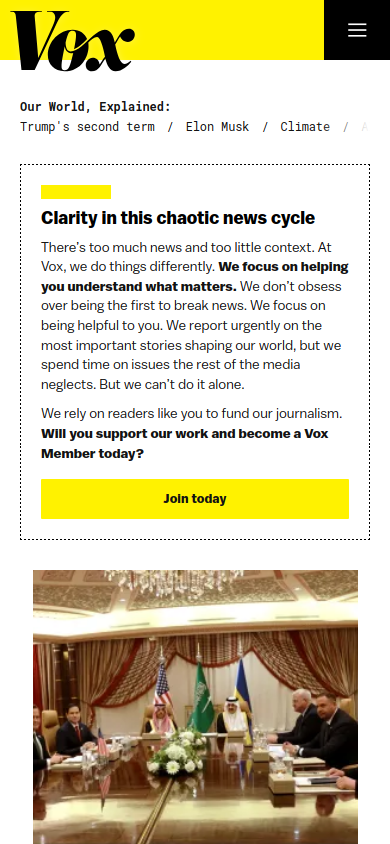 Vox
Our World, Explained:
Trump's second term / Elon Musk / Climate /
Clarity in this chaotic news cycle
There's too much news and too little context. At
Vox, we do things differently. We focus on helping
you understand what matters. We don't obsess
over being the first to break news. We focus on
being helpful to you. We report urgently on the
most important stories shaping our world, but we
spend time on issues the rest of the media
neglects. But we can't do it alone.
We rely on readers like you to fund our journalism.
Will you support our work and become a Vox
Member today?
Join today